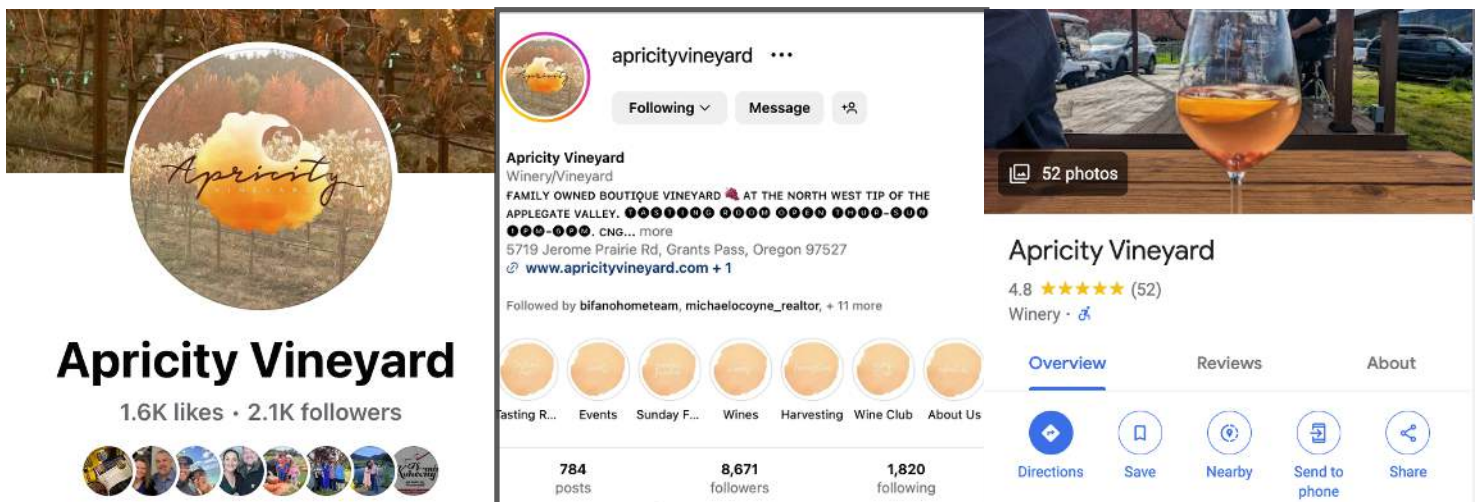 Apricity
VINEYARD
Apricity Vineyard
1.6K likes · 2.1K followers
apricityvineyard ···
Following
Message
Apricity Vineyard
Winery/Vineyard
FAMILY OWNED BOUTIQUE VINEYARD 🍇 AT THE NORTH WEST TIP OF THE
APPLEGATE VALLEY. 🅣🅐🅢🅣🅘🅝🅖 🅡🅞🅞🅜 🅞🅟🅔🅝 🅣🅗🅤🅡-🅢🅤🅝
🅟🅜. CNG... more
5719 Jerome Prairie Rd, Grants Pass, Oregon 97527
www.apricityvineyard.com + 1
Followed by bifanohometeam, michaelocoyne_realtor, + 11 more
Tasting R... Events Sunday F... Wines Harvesting Wine Club About Us
784 8,671 1,820
posts followers following
52 photos
Apricity Vineyard
4.8 ★★★★★ (52)
Winery ·
Overview Reviews About
Directions Save Nearby Send to phone Share